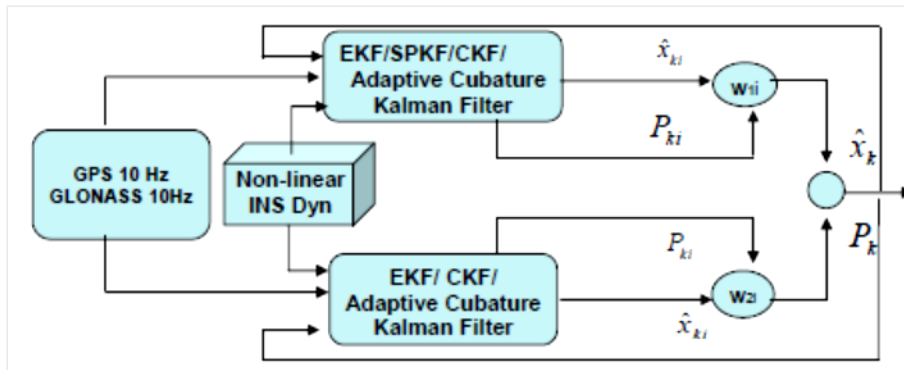 EKF/SPKF/CKF/
Adaptive Cubature
Kalman Filter
x̂ₖᵢ
W1i
Pₖᵢ
x̂ₖ
GPS 10 Hz
GLONASS 10Hz
Non-linear
INS Dyn
Pₖ
Pₖᵢ
EKF/ CKF/
Adaptive Cubature
Kalman Filter
W2i
x̂ₖᵢ